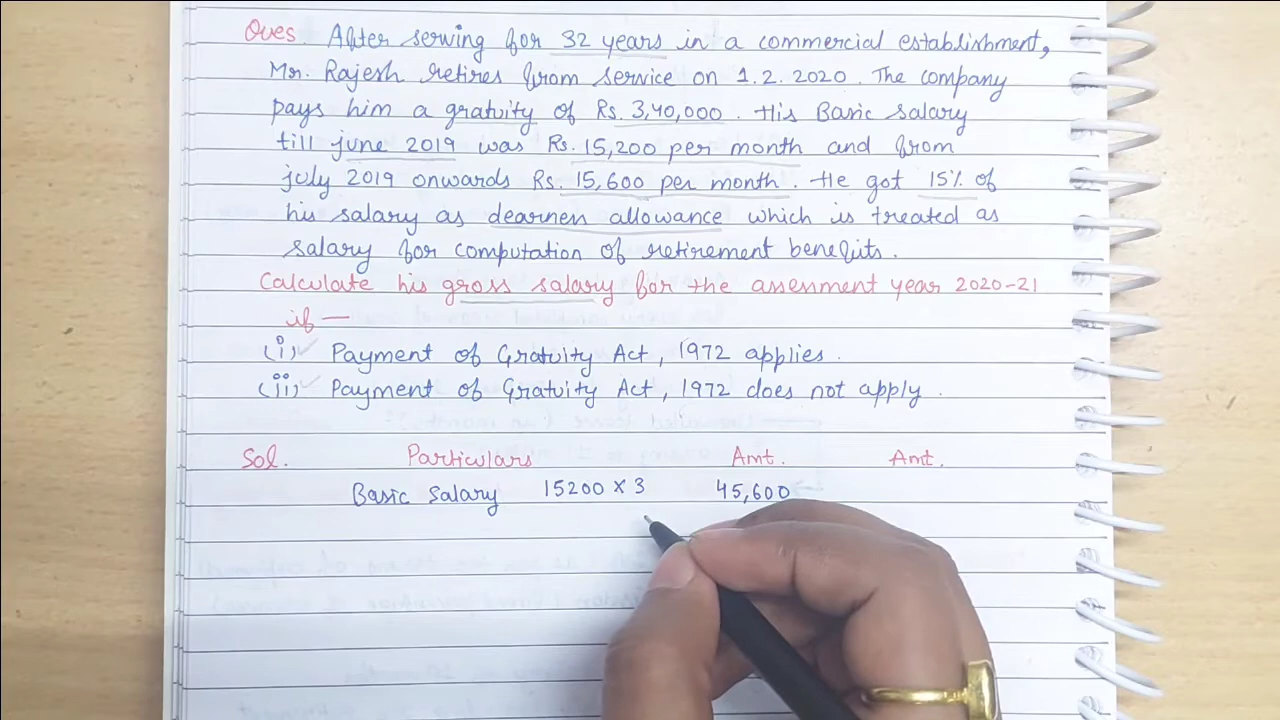 Ques. After serving for 32 years in a commercial establishment,
Mr. Rajesh retires from service on 1.2.2020. The company
pays him a gratuity of Rs. 3,40,000. His Basic salary
till june 2019 was Rs. 15,200 per month and from
july 2019 onwards Rs. 15,600 per month. He got 15% of
his salary as dearness allowance which is treated as
salary for computation of retirement benefits.
Calculate his gross salary for the assessment year 2020-21
if —
(i) Payment of Gratuity Act, 1972 applies.
(ii) Payment of Gratuity Act, 1972 does not apply.
Sol. Particulars Amt. Amt.
Basic Salary 15200 x 3 45,600